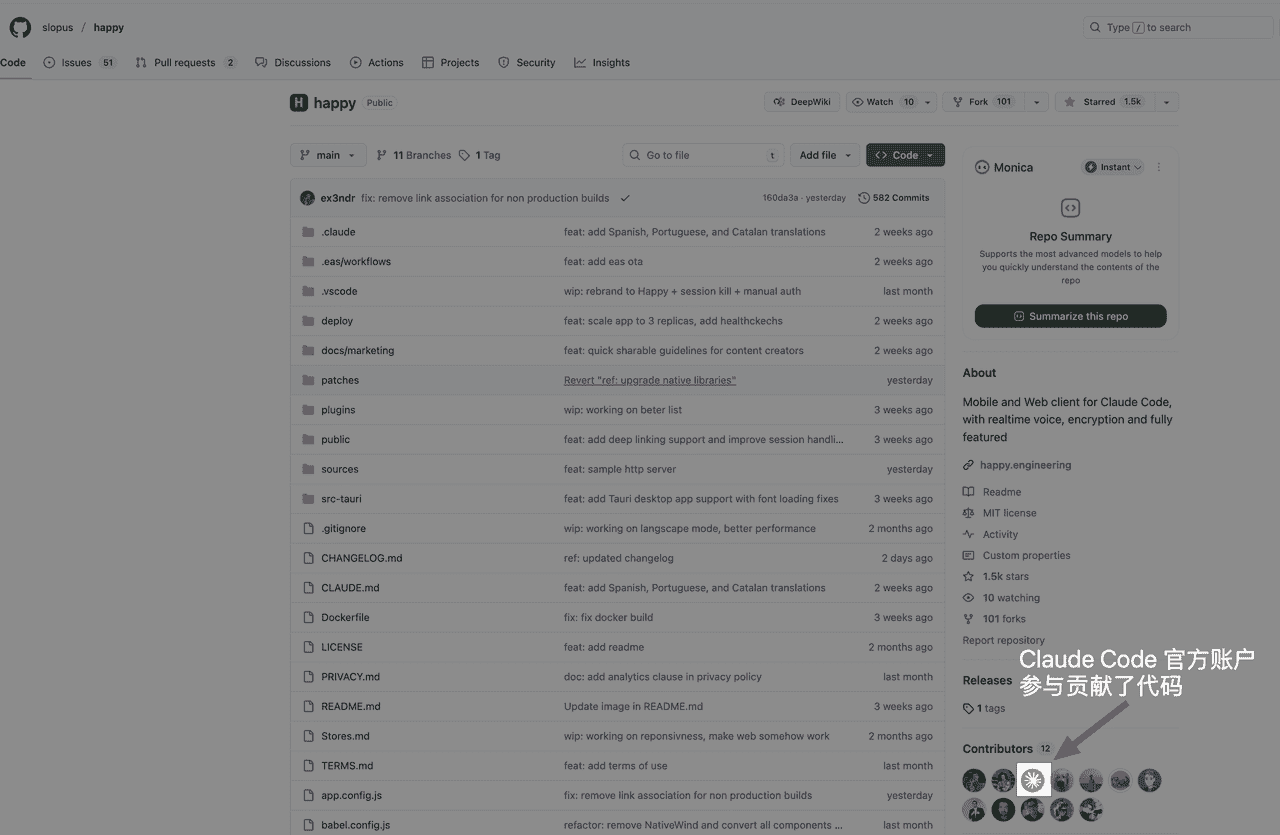 slopus / happy
Type / to search
Code
Issues 51
Pull requests 2
Discussions
Actions
Projects
Security
Insights
H happy Public
DeepWiki
Watch 10
Fork 101
Starred 1.5k
main
11 Branches
1 Tag
Go to file t
Add file
Code
ex3ndr fix: remove link association for non production builds
160da3a · yesterday
582 Commits
.claude feat: add Spanish, Portuguese, and Catalan translations 2 weeks ago
.eas/workflows feat: add eas ota 2 weeks ago
.vscode wip: rebrand to Happy + session kill + manual auth last month
deploy feat: scale app to 3 replicas, add healthckechs 2 weeks ago
docs/marketing feat: quick sharable guidelines for content creators 2 weeks ago
patches Revert "ref: upgrade native libraries" yesterday
plugins wip: working on beter list 3 weeks ago
public feat: add deep linking support and improve session handli... 3 weeks ago
sources feat: sample http server yesterday
src-tauri feat: add Tauri desktop app support with font loading fixes 3 weeks ago
.gitignore wip: working on langscape mode, better performance 2 months ago
CHANGELOG.md ref: updated changelog 2 days ago
CLAUDE.md feat: add Spanish, Portuguese, and Catalan translations 2 weeks ago
Dockerfile fix: fix docker build 3 weeks ago
LICENSE feat: add readme 2 months ago
PRIVACY.md doc: add analytics clause in privacy policy last month
README.md Update image in README.md 3 weeks ago
Stores.md wip: working on reponsivness, make web somehow work 2 months ago
TERMS.md feat: add terms of use last month
app.config.js fix: remove link association for non production builds yesterday
babel.config.js refactor: remove NativeWind and convert all components ... last month
Monica
Instant
Repo Summary
Supports the most advanced models to help
you quickly understand the contents of the
repo
Summarize this repo
About
Mobile and Web client for Claude Code,
with realtime voice, encryption and fully
featured
happy.engineering
Readme
MIT license
Activity
Custom properties
1.5k stars
10 watching
101 forks
Report repository
Claude Code 官方账户
参与贡献了代码
Releases
1 tags
Contributors 12